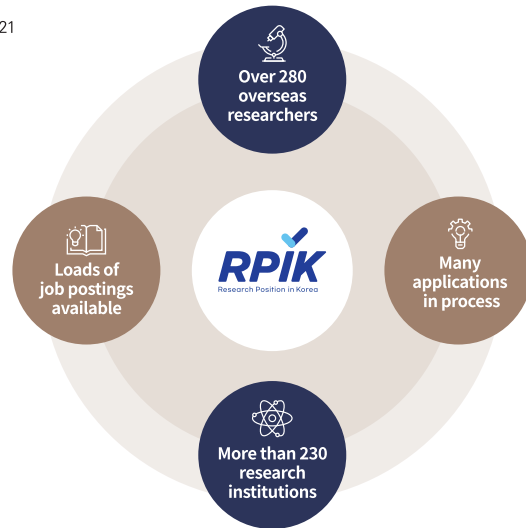 21
Over 280
overseas
researchers
Loads of
job postings
available
RPIK
Research Position in Korea
Many
applications
in process
More than 230
research
institutions